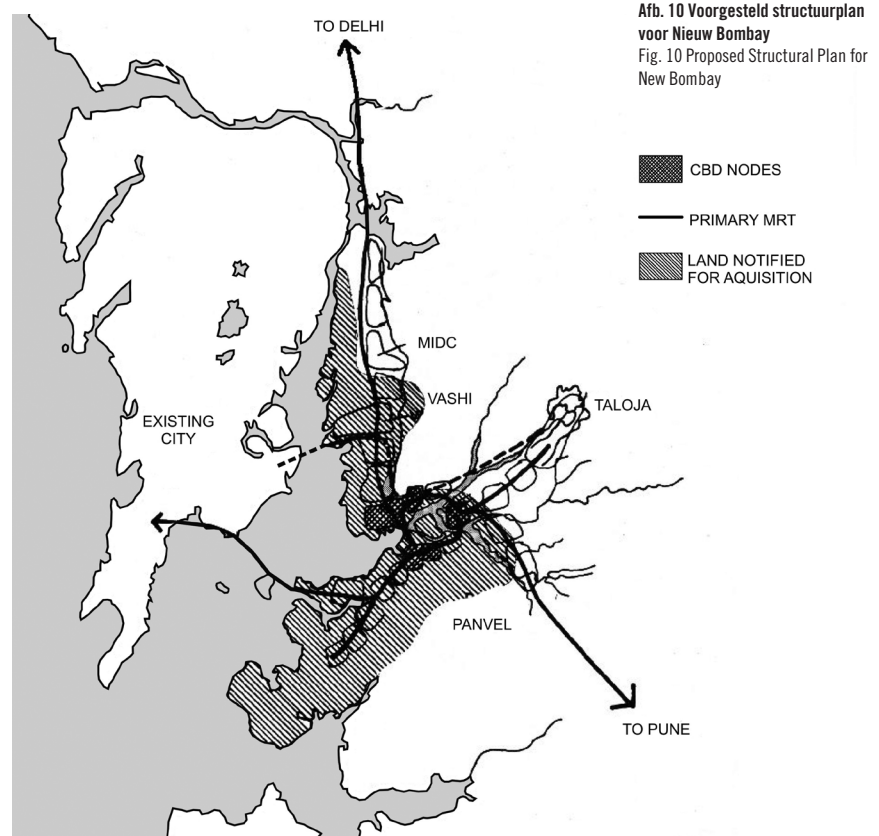 Afb. 10 Voorgesteld structuurplan
voor Nieuw Bombay
Fig. 10 Proposed Structural Plan for
New Bombay
CBD NODES
PRIMARY MRT
LAND NOTIFIED
FOR AQUISITION
TO DELHI
MIDC
VASHI
TALOJA
EXISTING
CITY
PANVEL
TO PUNE